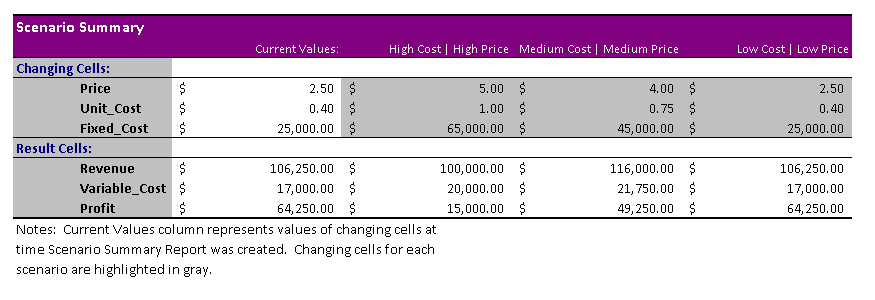 Scenario Summary
Current Values: High Cost | High Price Medium Cost | Medium Price Low Cost | Low Price
Changing Cells:
Price $ 2.50 $ 5.00 $ 4.00 $ 2.50
Unit_Cost $ 0.40 $ 1.00 $ 0.75 $ 0.40
Fixed_Cost $ 25,000.00 $ 65,000.00 $ 45,000.00 $ 25,000.00
Result Cells:
Revenue $ 106,250.00 $ 100,000.00 $ 116,000.00 $ 106,250.00
Variable_Cost $ 17,000.00 $ 20,000.00 $ 21,750.00 $ 17,000.00
Profit $ 64,250.00 $ 15,000.00 $ 49,250.00 $ 64,250.00
Notes: Current Values column represents values of changing cells at
time Scenario Summary Report was created. Changing cells for each
scenario are highlighted in gray.